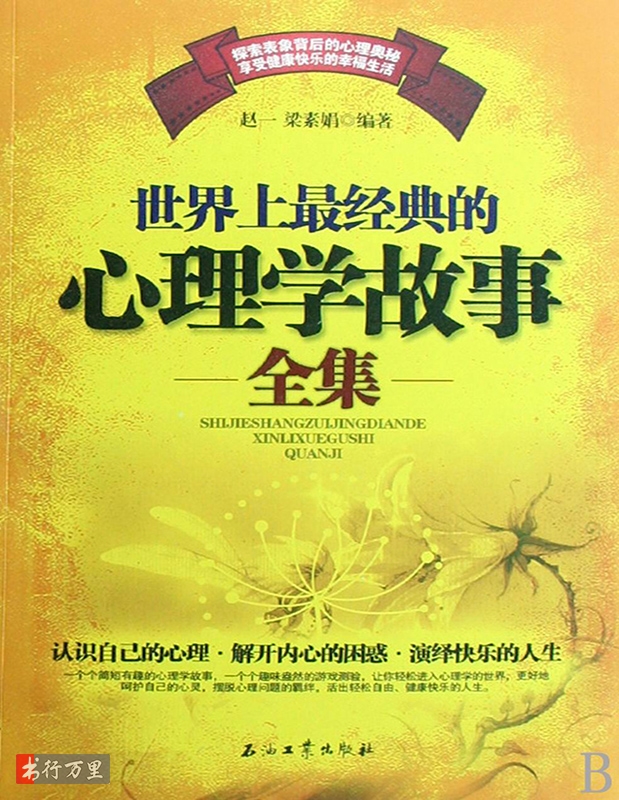 探索表象背后的心理奥秘
享受健康快乐的幸福生活
赵一 梁素娟◎编著
世界上最经典的
心理学故事
全集
SHIJIESHANGZUIJINGDIANDE
XINLIXUEGUSHI
QUANJI
认识自己的心理·解开内心的困惑·演绎快乐的人生
一个个简短有趣的心理学故事，一个个趣味盎然的游戏测验，让你轻松进入心理学的世界，更好地
呵护自己的心灵，摆脱心理问题的羁绊，活出轻松自由、健康快乐的人生。
石油工业出版社
书行万里
B